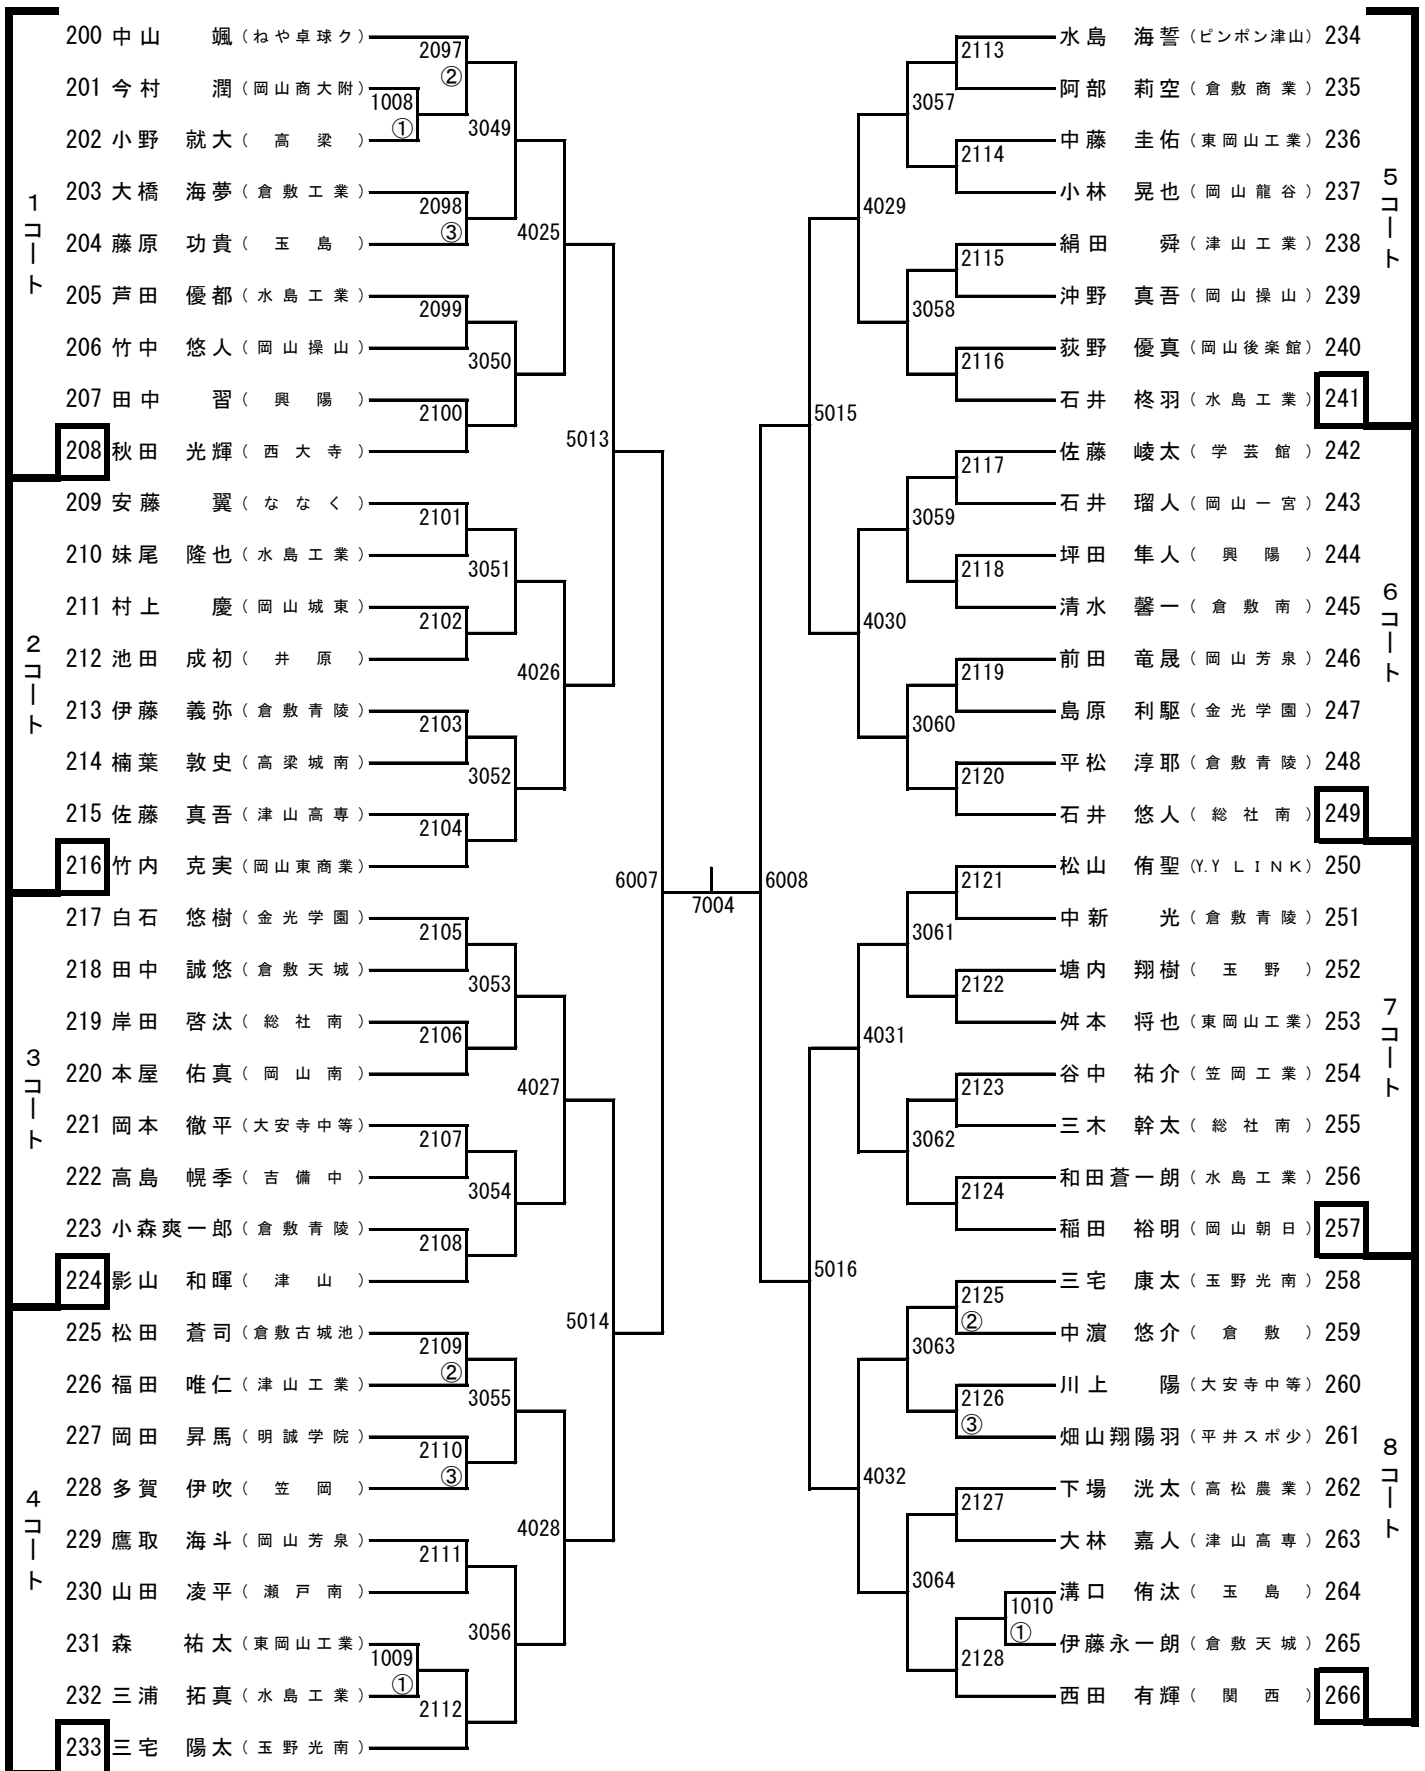 1コート
200 中山 颯 (ねや卓球ク)
2097
②
201 今村 潤 (岡山商大附)
1008
①
3049
202 小野 就大 (高梁)
203 大橋 海夢 (倉敷工業)
2098
③
4025
204 藤原 功貴 (玉島)
205 芦田 優都 (水島工業)
2099
206 竹中 悠人 (岡山操山)
3050
207 田中 習 (興陽)
2100
5013
208 秋田 光輝 (西大寺)
2コート
209 安藤 翼 (ななく)
2101
210 妹尾 隆也 (水島工業)
3051
211 村上 慶 (岡山城東)
2102
212 池田 成初 (井原)
4026
213 伊藤 義弥 (倉敷青陵)
2103
214 楠葉 敦史 (高梁城南)
3052
215 佐藤 真吾 (津山高専)
2104
216 竹内 克実 (岡山東商業)
6007
7004
6008
3コート
217 白石 悠樹 (金光学園)
2105
218 田中 誠悠 (倉敷天城)
3053
219 岸田 啓汰 (総社南)
2106
220 本屋 佑真 (岡山南)
4027
221 岡本 徹平 (大安寺中等)
2107
222 高島 幌季 (吉備中)
3054
223 小森爽一郎 (倉敷青陵)
2108
224 影山 和暉 (津山)
5014
4コート
225 松田 蒼司 (倉敷古城池)
2109
②
226 福田 唯仁 (津山工業)
3055
227 岡田 昇馬 (明誠学院)
2110
③
228 多賀 伊吹 (笠岡)
4028
229 鷹取 海斗 (岡山芳泉)
2111
230 山田 凌平 (瀬戸南)
3056
231 森 祐太 (東岡山工業)
1009
①
232 三浦 拓真 (水島工業)
2112
233 三宅 陽太 (玉野光南)
5コート
水島 海誓 (ピンポン津山) 234
2113
阿部 莉空 (倉敷商業) 235
3057
中藤 圭佑 (東岡山工業) 236
2114
小林 晃也 (岡山龍谷) 237
4029
絹田 舜 (津山工業) 238
2115
沖野 真吾 (岡山操山) 239
3058
荻野 優真 (岡山後楽館) 240
2116
石井 柊羽 (水島工業) 241
5015
6コート
佐藤 崚太 (学芸館) 242
2117
石井 瑠人 (岡山一宮) 243
3059
坪田 隼人 (興陽) 244
2118
清水 馨一 (倉敷南) 245
4030
前田 竜晟 (岡山芳泉) 246
2119
島原 利駆 (金光学園) 247
3060
平松 淳耶 (倉敷青陵) 248
2120
石井 悠人 (総社南) 249
7コート
松山 侑聖 (Y.Y LINK) 250
2121
中新 光 (倉敷青陵) 251
3061
塘内 翔樹 (玉野) 252
2122
舛本 将也 (東岡山工業) 253
4031
谷中 祐介 (笠岡工業) 254
2123
三木 幹太 (総社南) 255
3062
和田蒼一朗 (水島工業) 256
2124
稲田 裕明 (岡山朝日) 257
5016
8コート
三宅 康太 (玉野光南) 258
2125
②
中濵 悠介 (倉敷) 259
3063
川上 陽 (大安寺中等) 260
2126
③
畑山翔陽羽 (平井スポ少) 261
4032
下場 洸太 (高松農業) 262
2127
大林 嘉人 (津山高専) 263
3064
溝口 侑汰 (玉島) 264
1010
①
伊藤永一朗 (倉敷天城) 265
2128
西田 有輝 (関西) 266